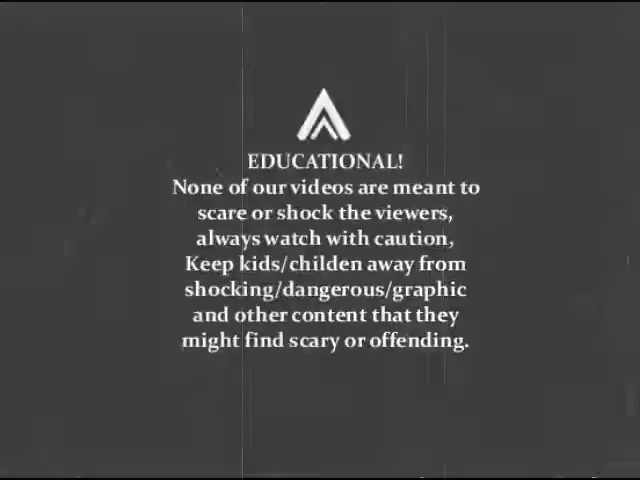 EDUCATIONAL!
None of our videos are meant to
scare or shock the viewers,
always watch with caution,
Keep kids/childen away from
shocking/dangerous/graphic
and other content that they
might find scary or offending.